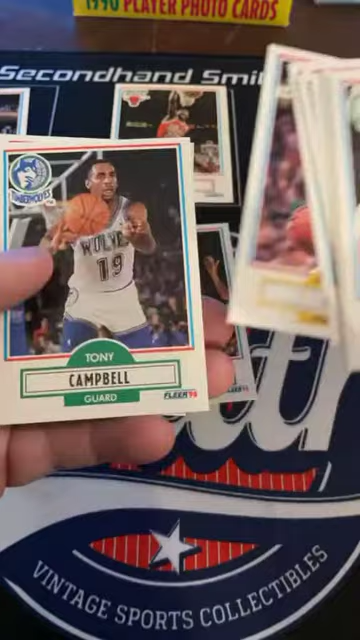 1990 PLAYER PHOTO CARDS
Secondhand Smi
TIMBERWOLVES
WOLVES
19
TONY
CAMPBELL
GUARD
FLEER '90
VINTAGE SPORTS COLLECTIBLES